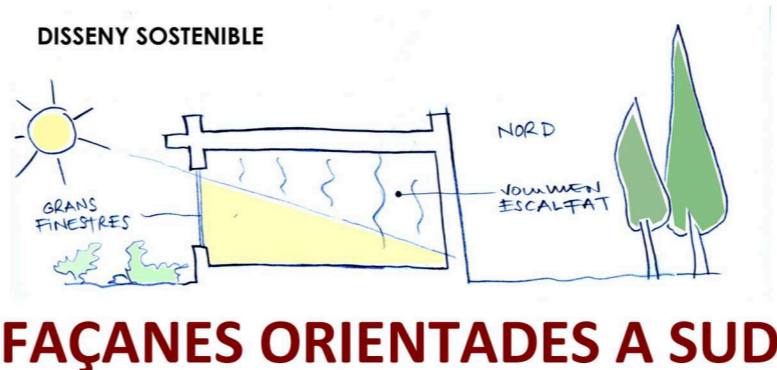 DISSENY SOSTENIBLE
NORD
GRANS
FINESTRES
VOLUMEN
ESCALFAT
FAÇANES ORIENTADES A SUD